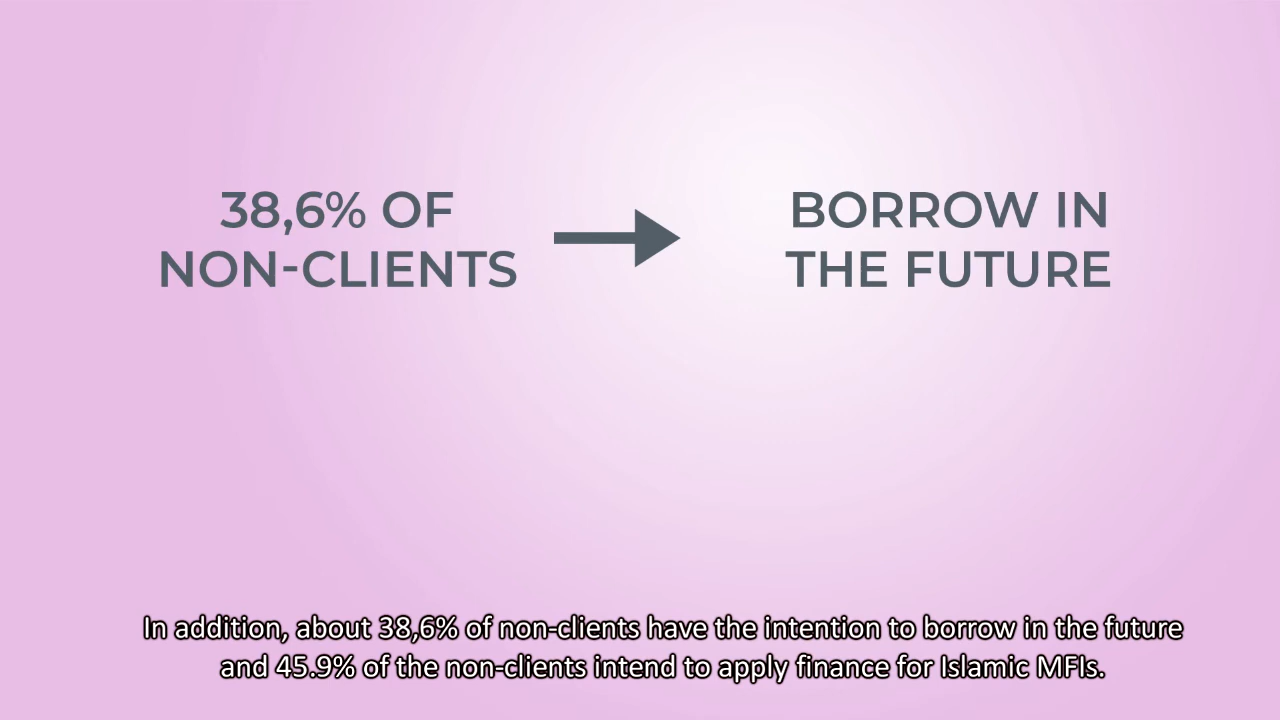 38,6% OF
NON-CLIENTS
BORROW IN
THE FUTURE
In addition, about 38,6% of non-clients have the intention to borrow in the future
and 45.9% of the non-clients intend to apply finance for Islamic MFIs.